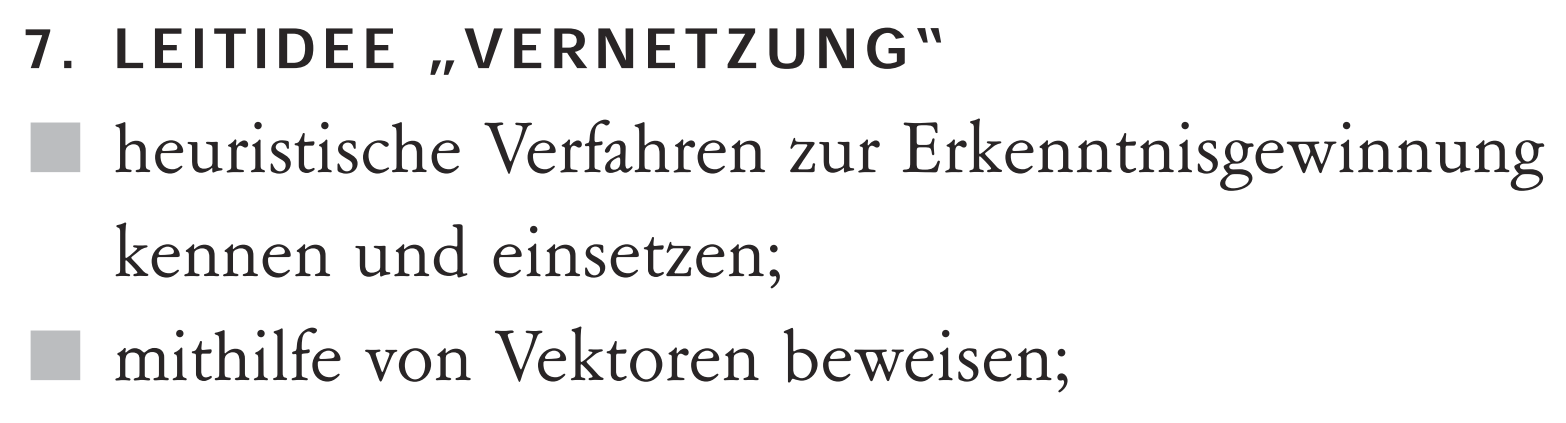 7. LEITIDEE „VERNETZUNG‟
■ heuristische Verfahren zur Erkenntnisgewinnung
kennen und einsetzen;
■ mithilfe von Vektoren beweisen;